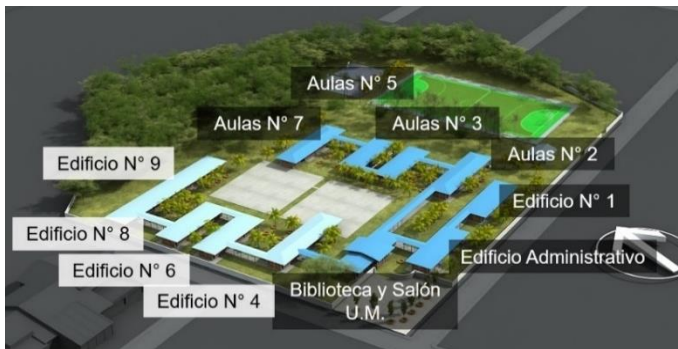 Aulas N° 5
Aulas N° 7
Aulas N° 3
Edificio N° 9
Aulas N° 2
Edificio N° 1
Edificio N° 8
Edificio Administrativo
Edificio N° 6
Edificio N° 4
Biblioteca y Salón
U.M.